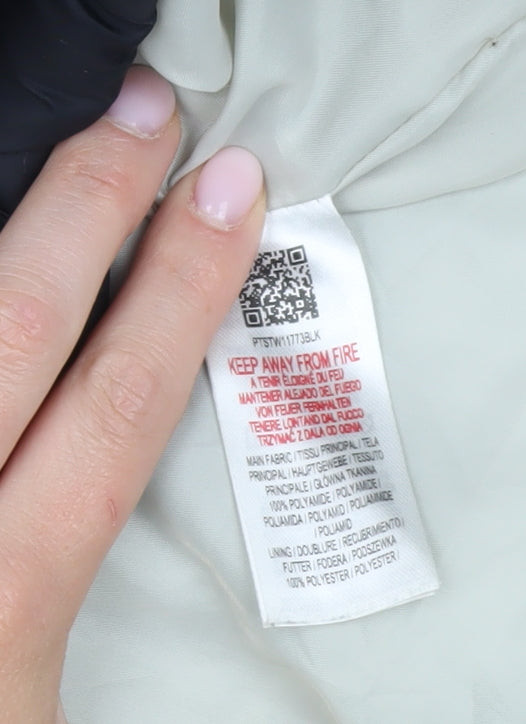 PTSTW11773BLK
KEEP AWAY FROM FIRE
A TENIR ÉLOIGNÉ DU FEU
MANTENER ALEJADO DEL FUEGO
VON FEUER FERNHALTEN
TENERE LONTANO DAL FUOCO
TRZYMAĆ Z DALA OD OGNIA
MAIN FABRIC / TISSU PRINCIPAL / TELA
PRINCIPAL / HAUPTGEWEBE / TESSUTO
PRINCIPALE / GŁÓWNA TKANINA
100% POLYAMIDE / POLYAMIDE /
POLIAMIDA / POLYAMID / POLIAMMIDE
/ POLIAMID
LINING / DOUBLURE / RECUBRIMIENTO /
FUTTER / FODERA / PODSZEWKA
100% POLYESTER / POLYESTER /